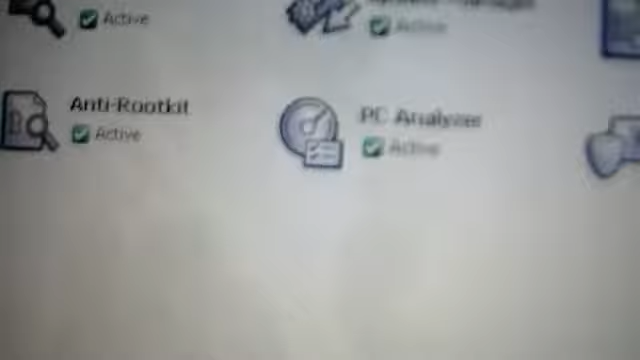 Active
Active
Anti-Rootkit
PC Analyzer
Active
Active